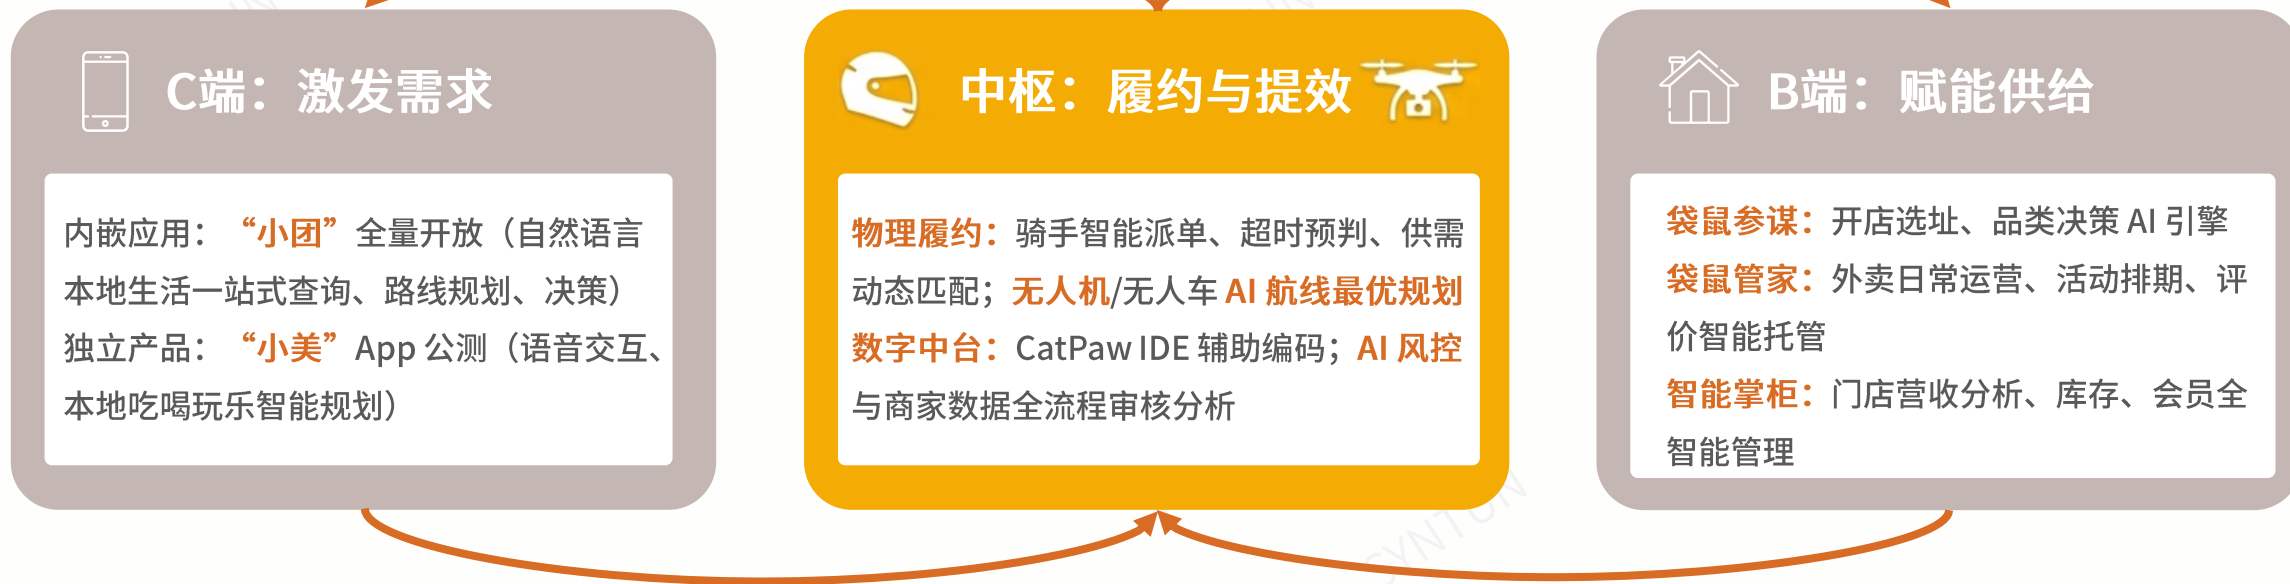 C端：激发需求
内嵌应用：“小团”全量开放（自然语言
本地生活一站式查询、路线规划、决策）
独立产品：“小美”App 公测（语音交互、
本地吃喝玩乐智能规划）
中枢：履约与提效
物理履约：骑手智能派单、超时预判、供需
动态匹配；无人机/无人车 AI 航线最优规划
数字中台：CatPaw IDE 辅助编码；AI 风控
与商家数据全流程审核分析
B端：赋能供给
袋鼠参谋：开店选址、品类决策 AI 引擎
袋鼠管家：外卖日常运营、活动排期、评
价智能托管
智能掌柜：门店营收分析、库存、会员全
智能管理
SYNTUN